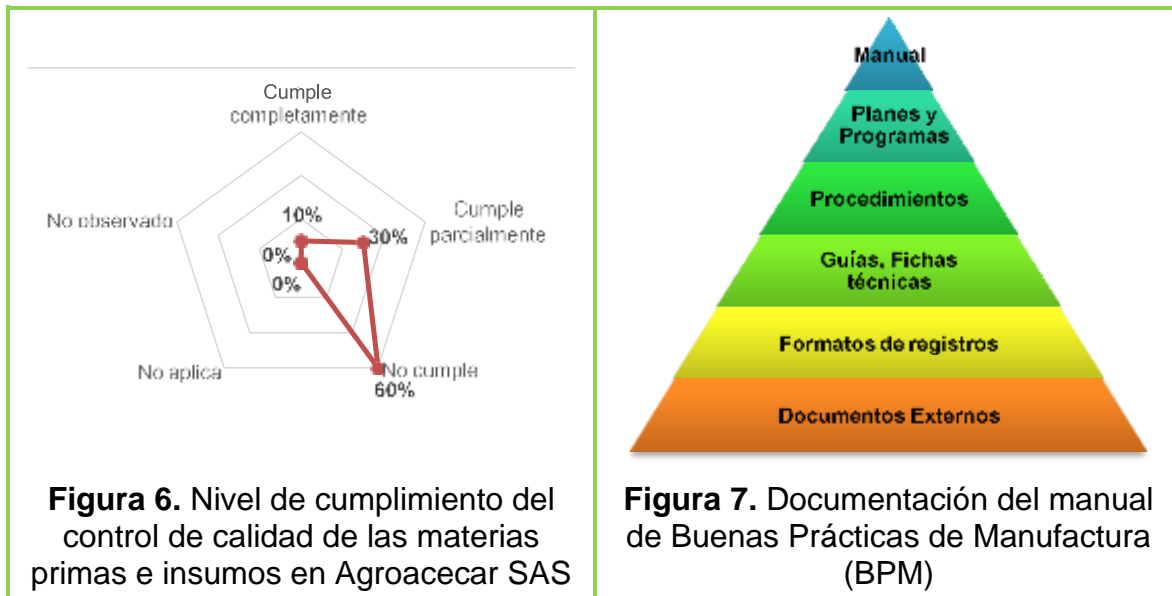 Cumple
completamente
No observado
10%
Cumple
parcialmente
30%
0%
0%
No aplica
No cumple
60%
Figura 6. Nivel de cumplimiento del
control de calidad de las materias
primas e insumos en Agroacecar SAS
Manual
Planes y
Programas
Procedimientos
Guías, Fichas
técnicas
Formatos de registros
Documentos Externos
Figura 7. Documentación del manual
de Buenas Prácticas de Manufactura
(BPM)